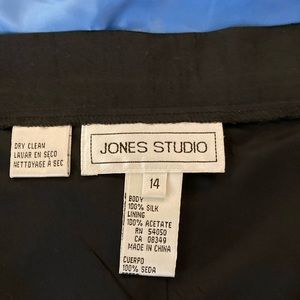 DRY CLEAN
LAVAR EN SECO
NETTOYAGE À SEC
JONES STUDIO
14
BODY
100% SILK
LINING
100% ACETATE
RN 54050
CA 08349
MADE IN CHINA
CUERPO
100% SEDA